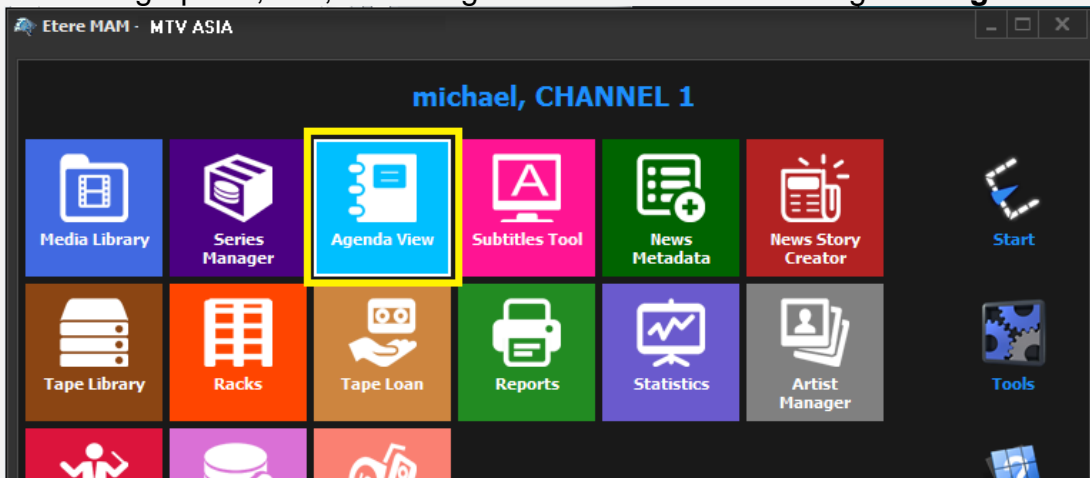 Etere MAM - MTV ASIA
michael, CHANNEL 1
Media Library
Series
Manager
Agenda View
Subtitles Tool
News
Metadata
News Story
Creator
Start
Tape Library
Racks
Tape Loan
Reports
Statistics
Artist
Manager
Tools